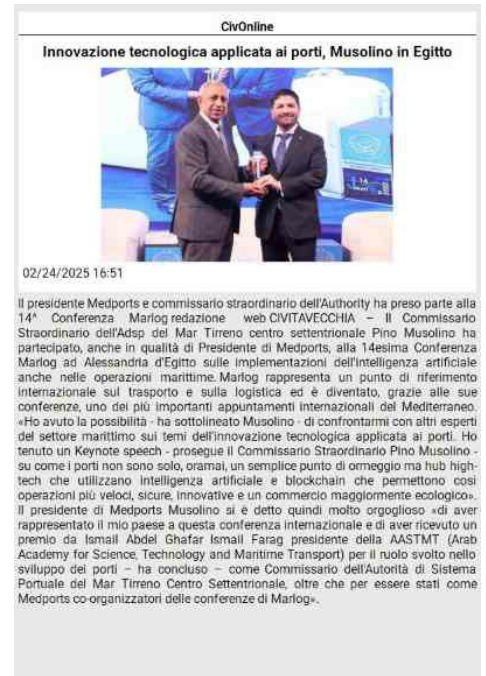 CivOnline
Innovazione tecnologica applicata ai porti, Musolino in Egitto
02/24/2025 16:51
Il presidente Medports e commissario straordinario dell'Authority ha preso parte alla
14^ Conferenza Marlog redazione web CIVITAVECCHIA – Il Commissario
Straordinario dell'Adsp del Mar Tirreno centro settentrionale Pino Musolino ha
partecipato, anche in qualità di Presidente di Medports, alla 14esima Conferenza
Marlog ad Alessandria d'Egitto sulle implementazioni dell'intelligenza artificiale
anche nelle operazioni marittime. Marlog rappresenta un punto di riferimento
internazionale sul trasporto e sulla logistica ed è diventato, grazie alle sue
conferenze, uno dei più importanti appuntamenti internazionali del Mediterraneo.
«Ho avuto la possibilità - ha sottolineato Musolino - di confrontarmi con altri esperti
del settore marittimo sui temi dell'innovazione tecnologica applicata ai porti. Ho
tenuto un Keynote speech - prosegue il Commissario Straordinario Pino Musolino -
su come i porti non sono solo, oramai, un semplice punto di ormeggio ma hub high-
tech che utilizzano intelligenza artificiale e blockchain che permettono così
operazioni più veloci, sicure, innovative e un commercio maggiormente ecologico».
Il presidente di Medports Musolino si è detto quindi molto orgoglioso «di aver
rappresentato il mio paese a questa conferenza internazionale e di aver ricevuto un
premio da Ismail Abdel Ghafar Ismail Farag presidente della AASTMT (Arab
Academy for Science, Technology and Maritime Transport) per il ruolo svolto nello
sviluppo dei porti – ha concluso – come Commissario dell'Autorità di Sistema
Portuale del Mar Tirreno Centro Settentrionale, oltre che per essere stati come
Medports co-organizzatori delle conferenze di Marlog».